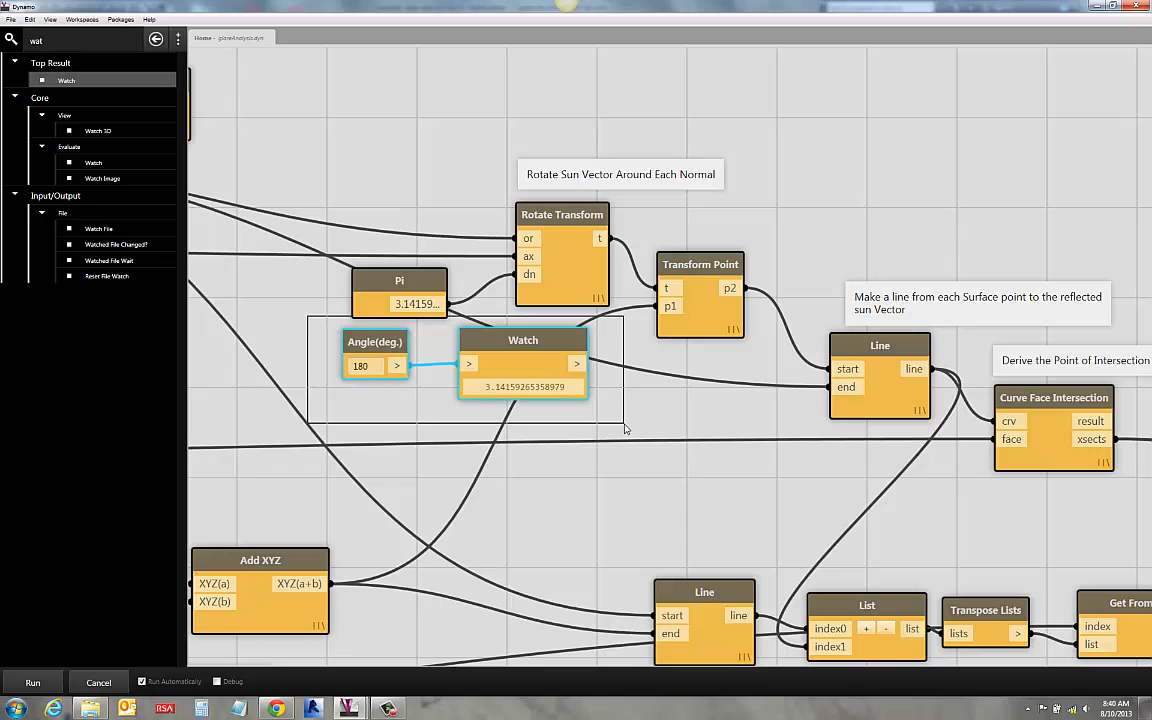 Dynamo
File Edit View Workspaces Packages Help
wat
Home - glareAnalysis.dyn
Top Result
Watch
Core
View
Watch 3D
Evaluate
Watch
Watch Image
Input/Output
File
Watch File
Watched File Changed?
Watched File Wait
Reset File Watch
Rotate Sun Vector Around Each Normal
Rotate Transform
or t
ax
dn
Pi
3.14159...
Transform Point
t p2
p1
Angle(deg.)
180 >
Watch
> >
3.14159265358979
Make a line from each Surface point to the reflected
sun Vector
Line
start line
end
Derive the Point of Intersection
Curve Face Intersection
crv result
face xsects
Add XYZ
XYZ(a) XYZ(a+b)
XYZ(b)
Line
start line
end
List
index0 + - list
index1
Transpose Lists
lists >
Get From
index
list
Run Cancel Run Automatically Debug
RSA
8:40 AM
8/10/2013